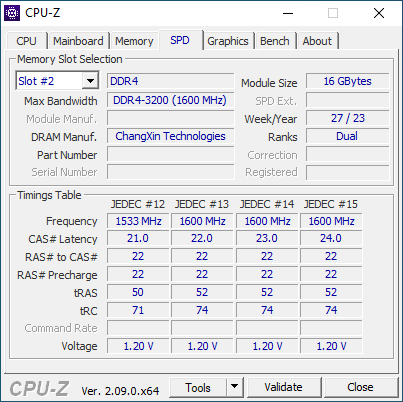 CPU-Z
CPU Mainboard Memory SPD Graphics Bench About
Memory Slot Selection
Slot #2 DDR4 Module Size 16 GBytes
Max Bandwidth DDR4-3200 (1600 MHz) SPD Ext.
Module Manuf. Week/Year 27 / 23
DRAM Manuf. ChangXin Technologies Ranks Dual
Part Number Correction
Serial Number Registered
Timings Table
JEDEC #12 JEDEC #13 JEDEC #14 JEDEC #15
Frequency 1533 MHz 1600 MHz 1600 MHz 1600 MHz
CAS# Latency 21.0 22.0 23.0 24.0
RAS# to CAS# 22 22 22 22
RAS# Precharge 22 22 22 22
tRAS 50 52 52 52
tRC 71 74 74 74
Command Rate
Voltage 1.20 V 1.20 V 1.20 V 1.20 V
CPU-Z Ver. 2.09.0.x64 Tools Validate Close